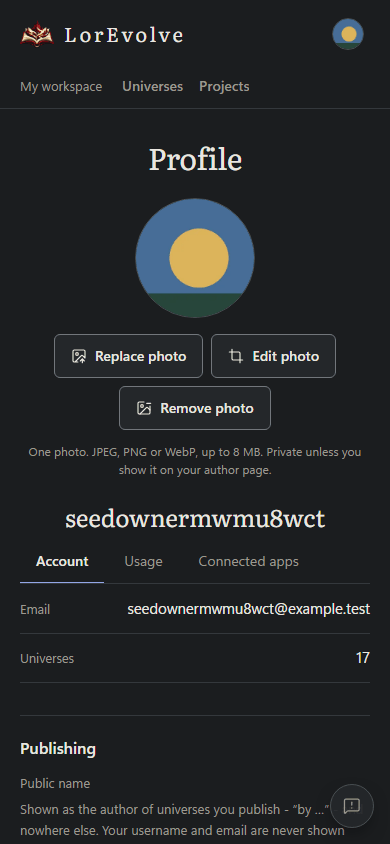 LorEvolve
My workspace Universes Projects
Profile
Replace photo
Edit photo
Remove photo
One photo. JPEG, PNG or WebP, up to 8 MB. Private unless you
show it on your author page.
seedownermwmu8wct
Account Usage Connected apps
Email seedownermwmu8wct@example.test
Universes 17
Publishing
Public name
Shown as the author of universes you publish - “by ...”
nowhere else. Your username and email are never shown